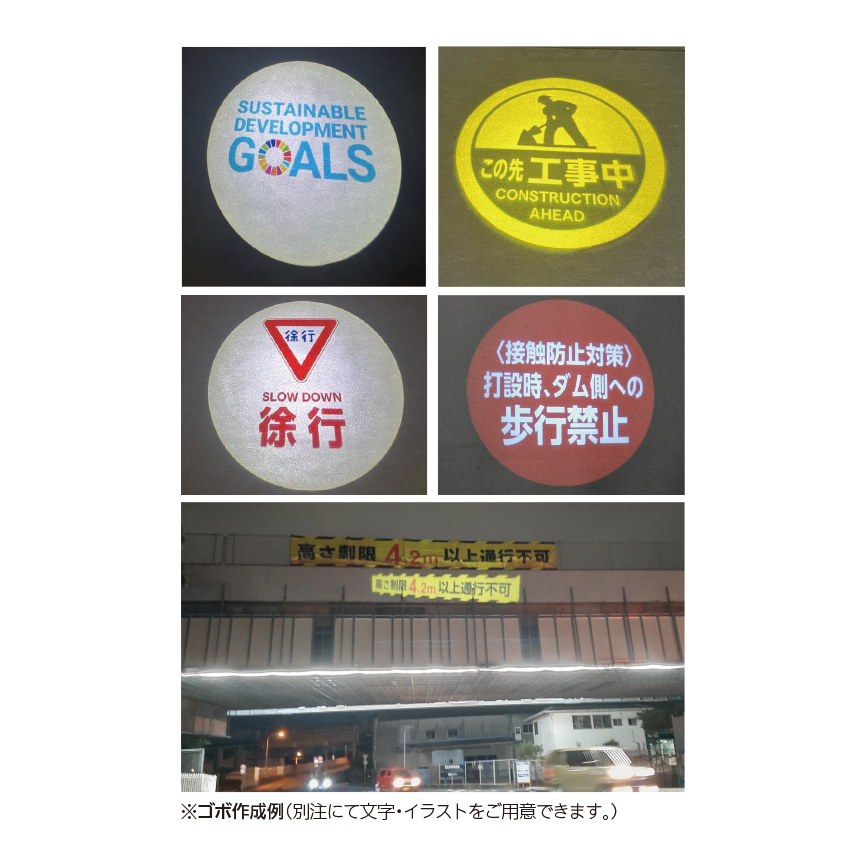 SUSTAINABLE
DEVELOPMENT
GOALS
この先 工事中
CONSTRUCTION
AHEAD
徐行
SLOW DOWN
徐行
〈接触防止対策〉
打設時、ダム側への
歩行禁止
高さ制限 4.2m 以上通行不可
高さ制限 4.2m 以上通行不可
※ゴボ作成例(別注にて文字・イラストをご用意できます。)